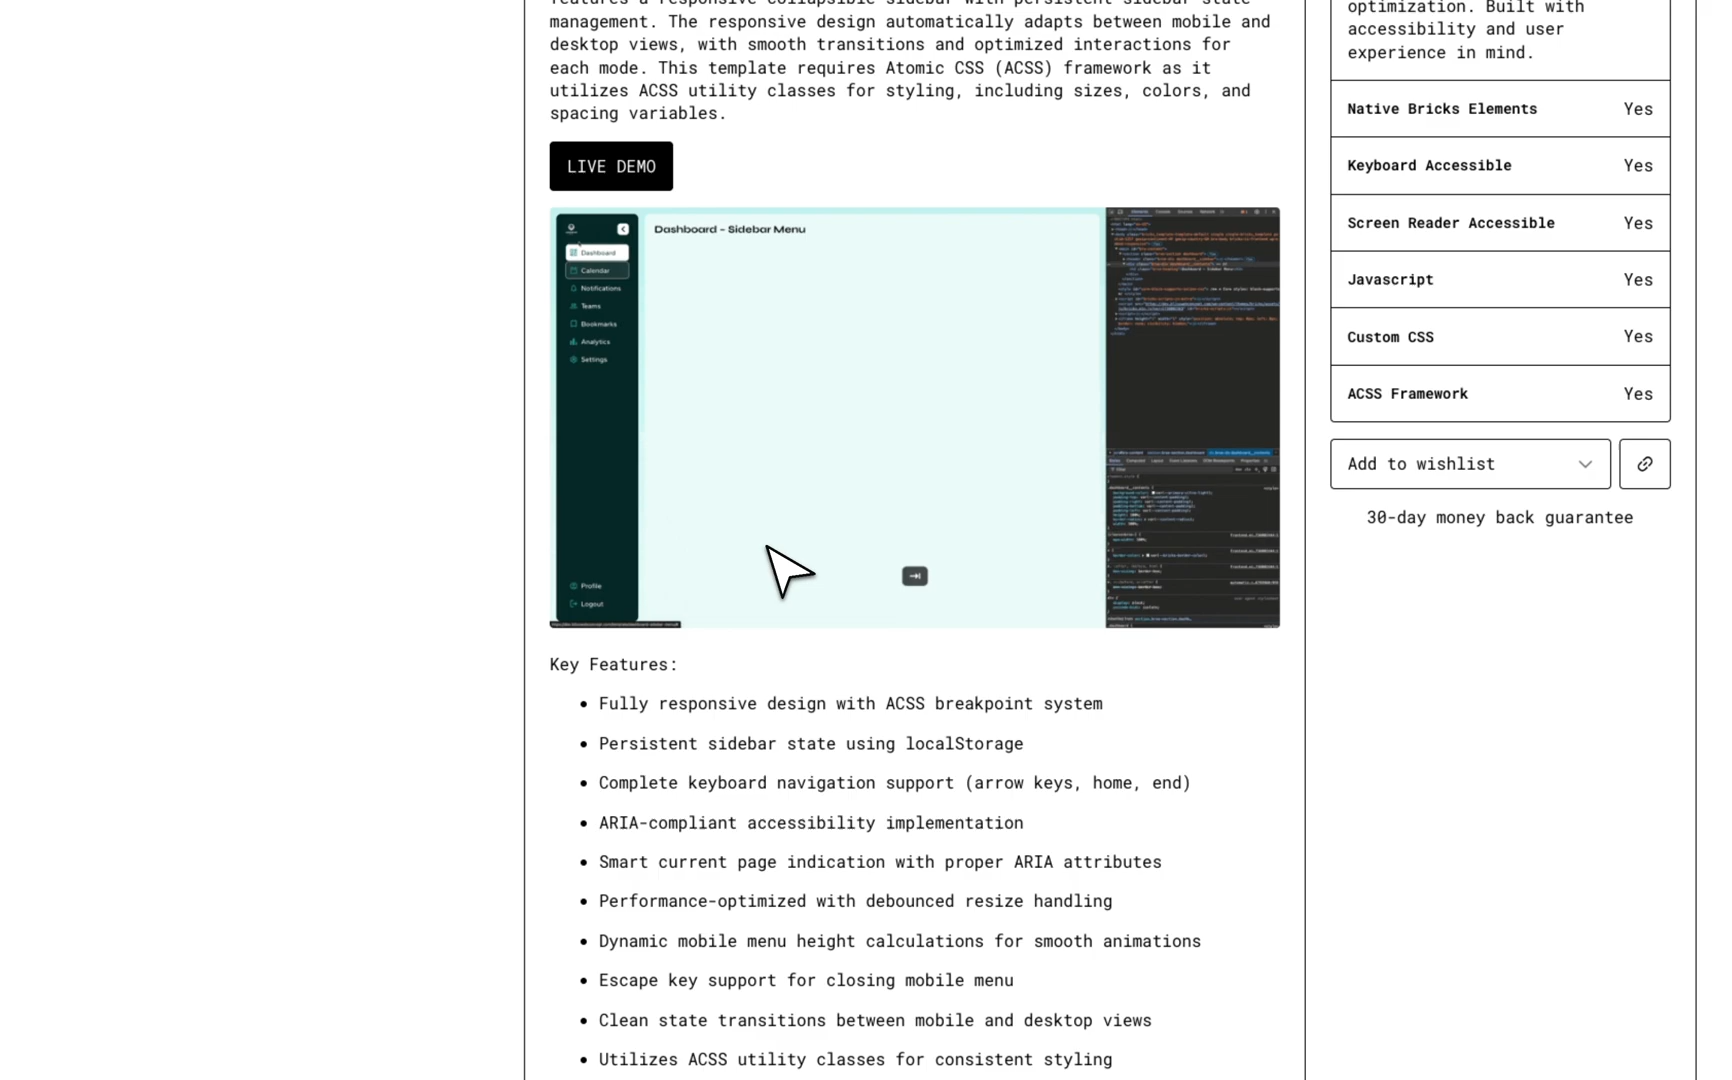 management. The responsive design automatically adapts between mobile and
desktop views, with smooth transitions and optimized interactions for
each mode. This template requires Atomic CSS (ACSS) framework as it
utilizes ACSS utility classes for styling, including sizes, colors, and
spacing variables.
LIVE DEMO
Dashboard - Sidebar Menu
Dashboard
Calendar
Notifications
Teams
Bookmarks
Analytics
Settings
Profile
Logout
Key Features:
• Fully responsive design with ACSS breakpoint system
• Persistent sidebar state using localStorage
• Complete keyboard navigation support (arrow keys, home, end)
• ARIA-compliant accessibility implementation
• Smart current page indication with proper ARIA attributes
• Performance-optimized with debounced resize handling
• Dynamic mobile menu height calculations for smooth animations
• Escape key support for closing mobile menu
• Clean state transitions between mobile and desktop views
• Utilizes ACSS utility classes for consistent styling
optimization. Built with
accessibility and user
experience in mind.
Native Bricks Elements Yes
Keyboard Accessible Yes
Screen Reader Accessible Yes
Javascript Yes
Custom CSS Yes
ACSS Framework Yes
Add to wishlist
30-day money back guarantee